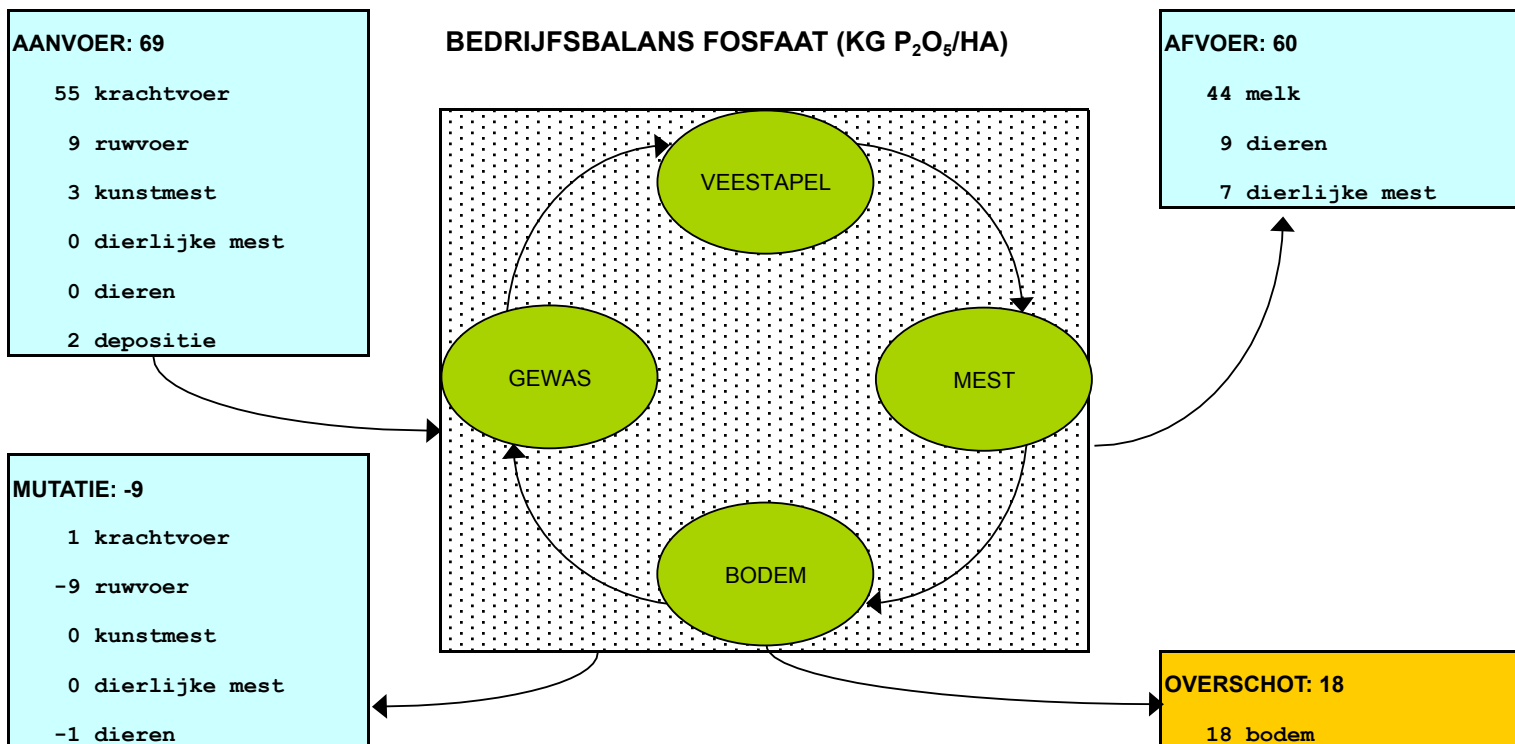 BEDRIJFSBALANS FOSFAAT (KG P₂O₅/HA)
AANVOER: 69
55 krachtvoer
9 ruwvoer
3 kunstmest
0 dierlijke mest
0 dieren
2 depositie
AFVOER: 60
44 melk
9 dieren
7 dierlijke mest
VEESTAPEL
GEWAS
MEST
BODEM
MUTATIE: -9
1 krachtvoer
-9 ruwvoer
0 kunstmest
0 dierlijke mest
-1 dieren
OVERSCHOT: 18
18 bodem